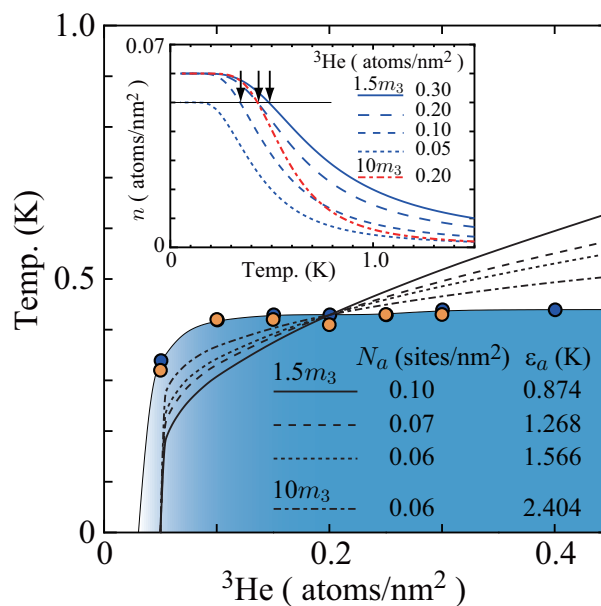 1.0
0.5
0
Temp. (K)
0
0.2
0.4
³He ( atoms/nm²)
0.07
0
n ( atoms/nm²)
0
1.0
Temp. (K)
³He ( atoms/nm²)
1.5m₃ 0.30
0.20
0.10
0.05
10m₃ 0.20
Nₐ (sites/nm²) εₐ (K)
1.5m₃ 0.10 0.874
0.07 1.268
0.06 1.566
10m₃ 0.06 2.404